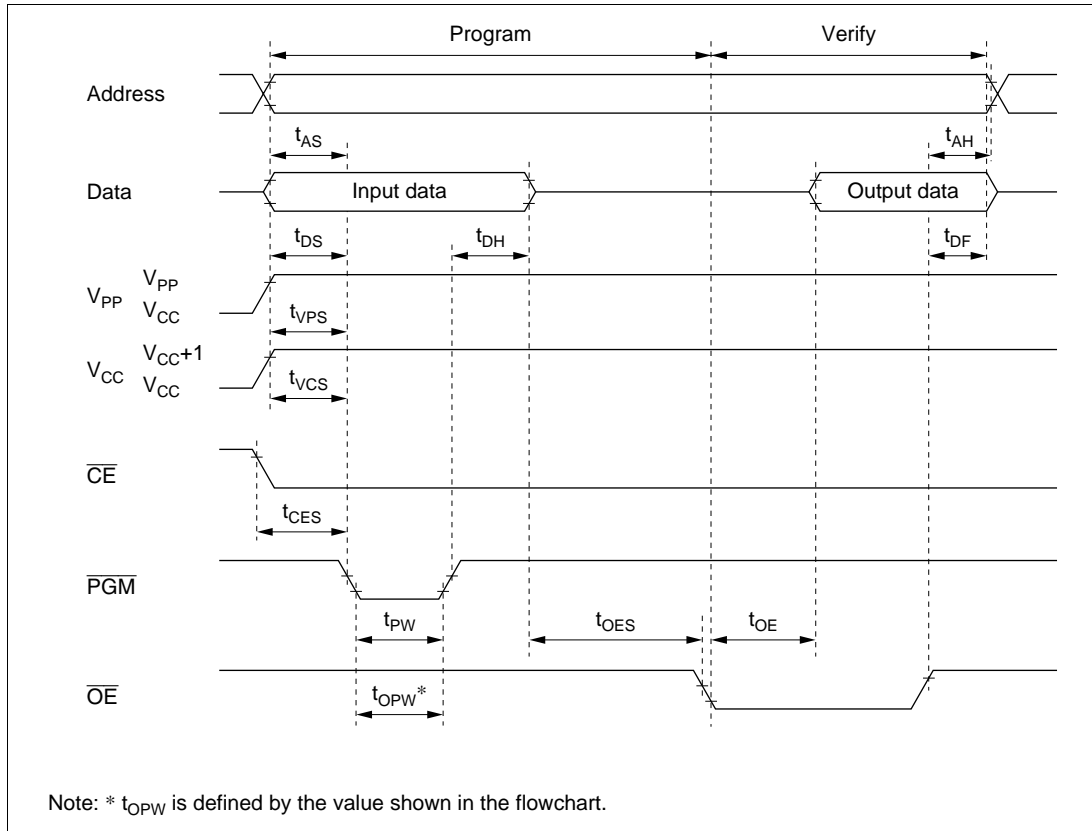 Program Verify
Address
tAS tAH
Data Input data Output data
tDS tDH tDF
VPP VPP
VCC
tVPS
VCC VCC+1
VCC
tVCS
CE
tCES
PGM
tPW tOES tOE
OE
tOPW*
Note: * tOPW is defined by the value shown in the flowchart.